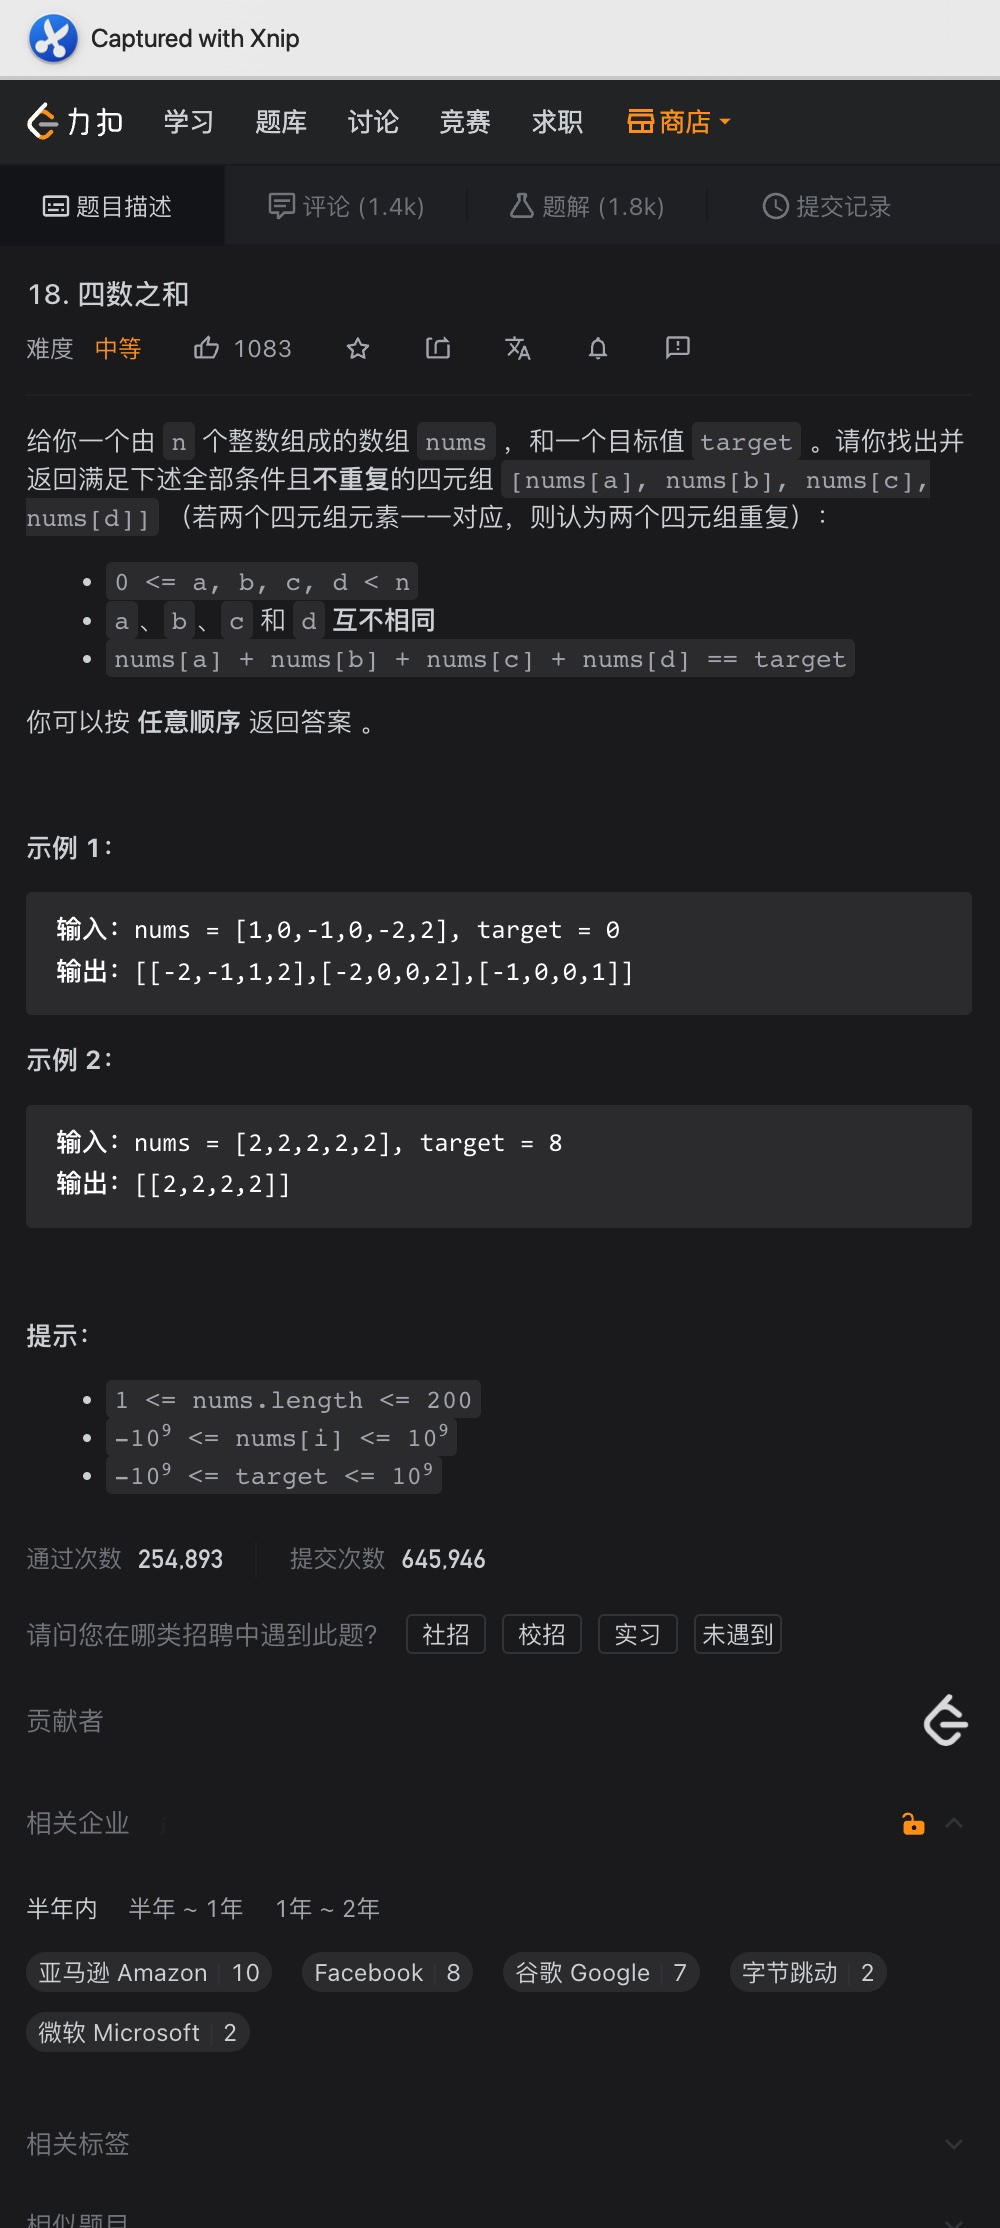 Captured with Xnip
力扣 学习 题库 讨论 竞赛 求职 商店
题目描述 评论 (1.4k) 题解 (1.8k) 提交记录
18. 四数之和
难度 中等 1083
给你一个由 n 个整数组成的数组 nums ，和一个目标值 target 。请你找出并
返回满足下述全部条件且不重复的四元组 [nums[a], nums[b], nums[c],
nums[d]] （若两个四元组元素一一对应，则认为两个四元组重复）：
• 0 <= a, b, c, d < n
• a、b、c 和 d 互不相同
• nums[a] + nums[b] + nums[c] + nums[d] == target
你可以按 任意顺序 返回答案 。
示例 1：
输入：nums = [1,0,-1,0,-2,2], target = 0
输出：[[-2,-1,1,2],[-2,0,0,2],[-1,0,0,1]]
示例 2：
输入：nums = [2,2,2,2,2], target = 8
输出：[[2,2,2,2]]
提示：
• 1 <= nums.length <= 200
• -10⁹ <= nums[i] <= 10⁹
• -10⁹ <= target <= 10⁹
通过次数 254,893 提交次数 645,946
请问您在哪类招聘中遇到此题? 社招 校招 实习 未遇到
贡献者
相关企业
半年内 半年 ~ 1年 1年 ~ 2年
亚马逊 Amazon 10 Facebook 8 谷歌 Google 7 字节跳动 2
微软 Microsoft 2
相关标签
相似题目